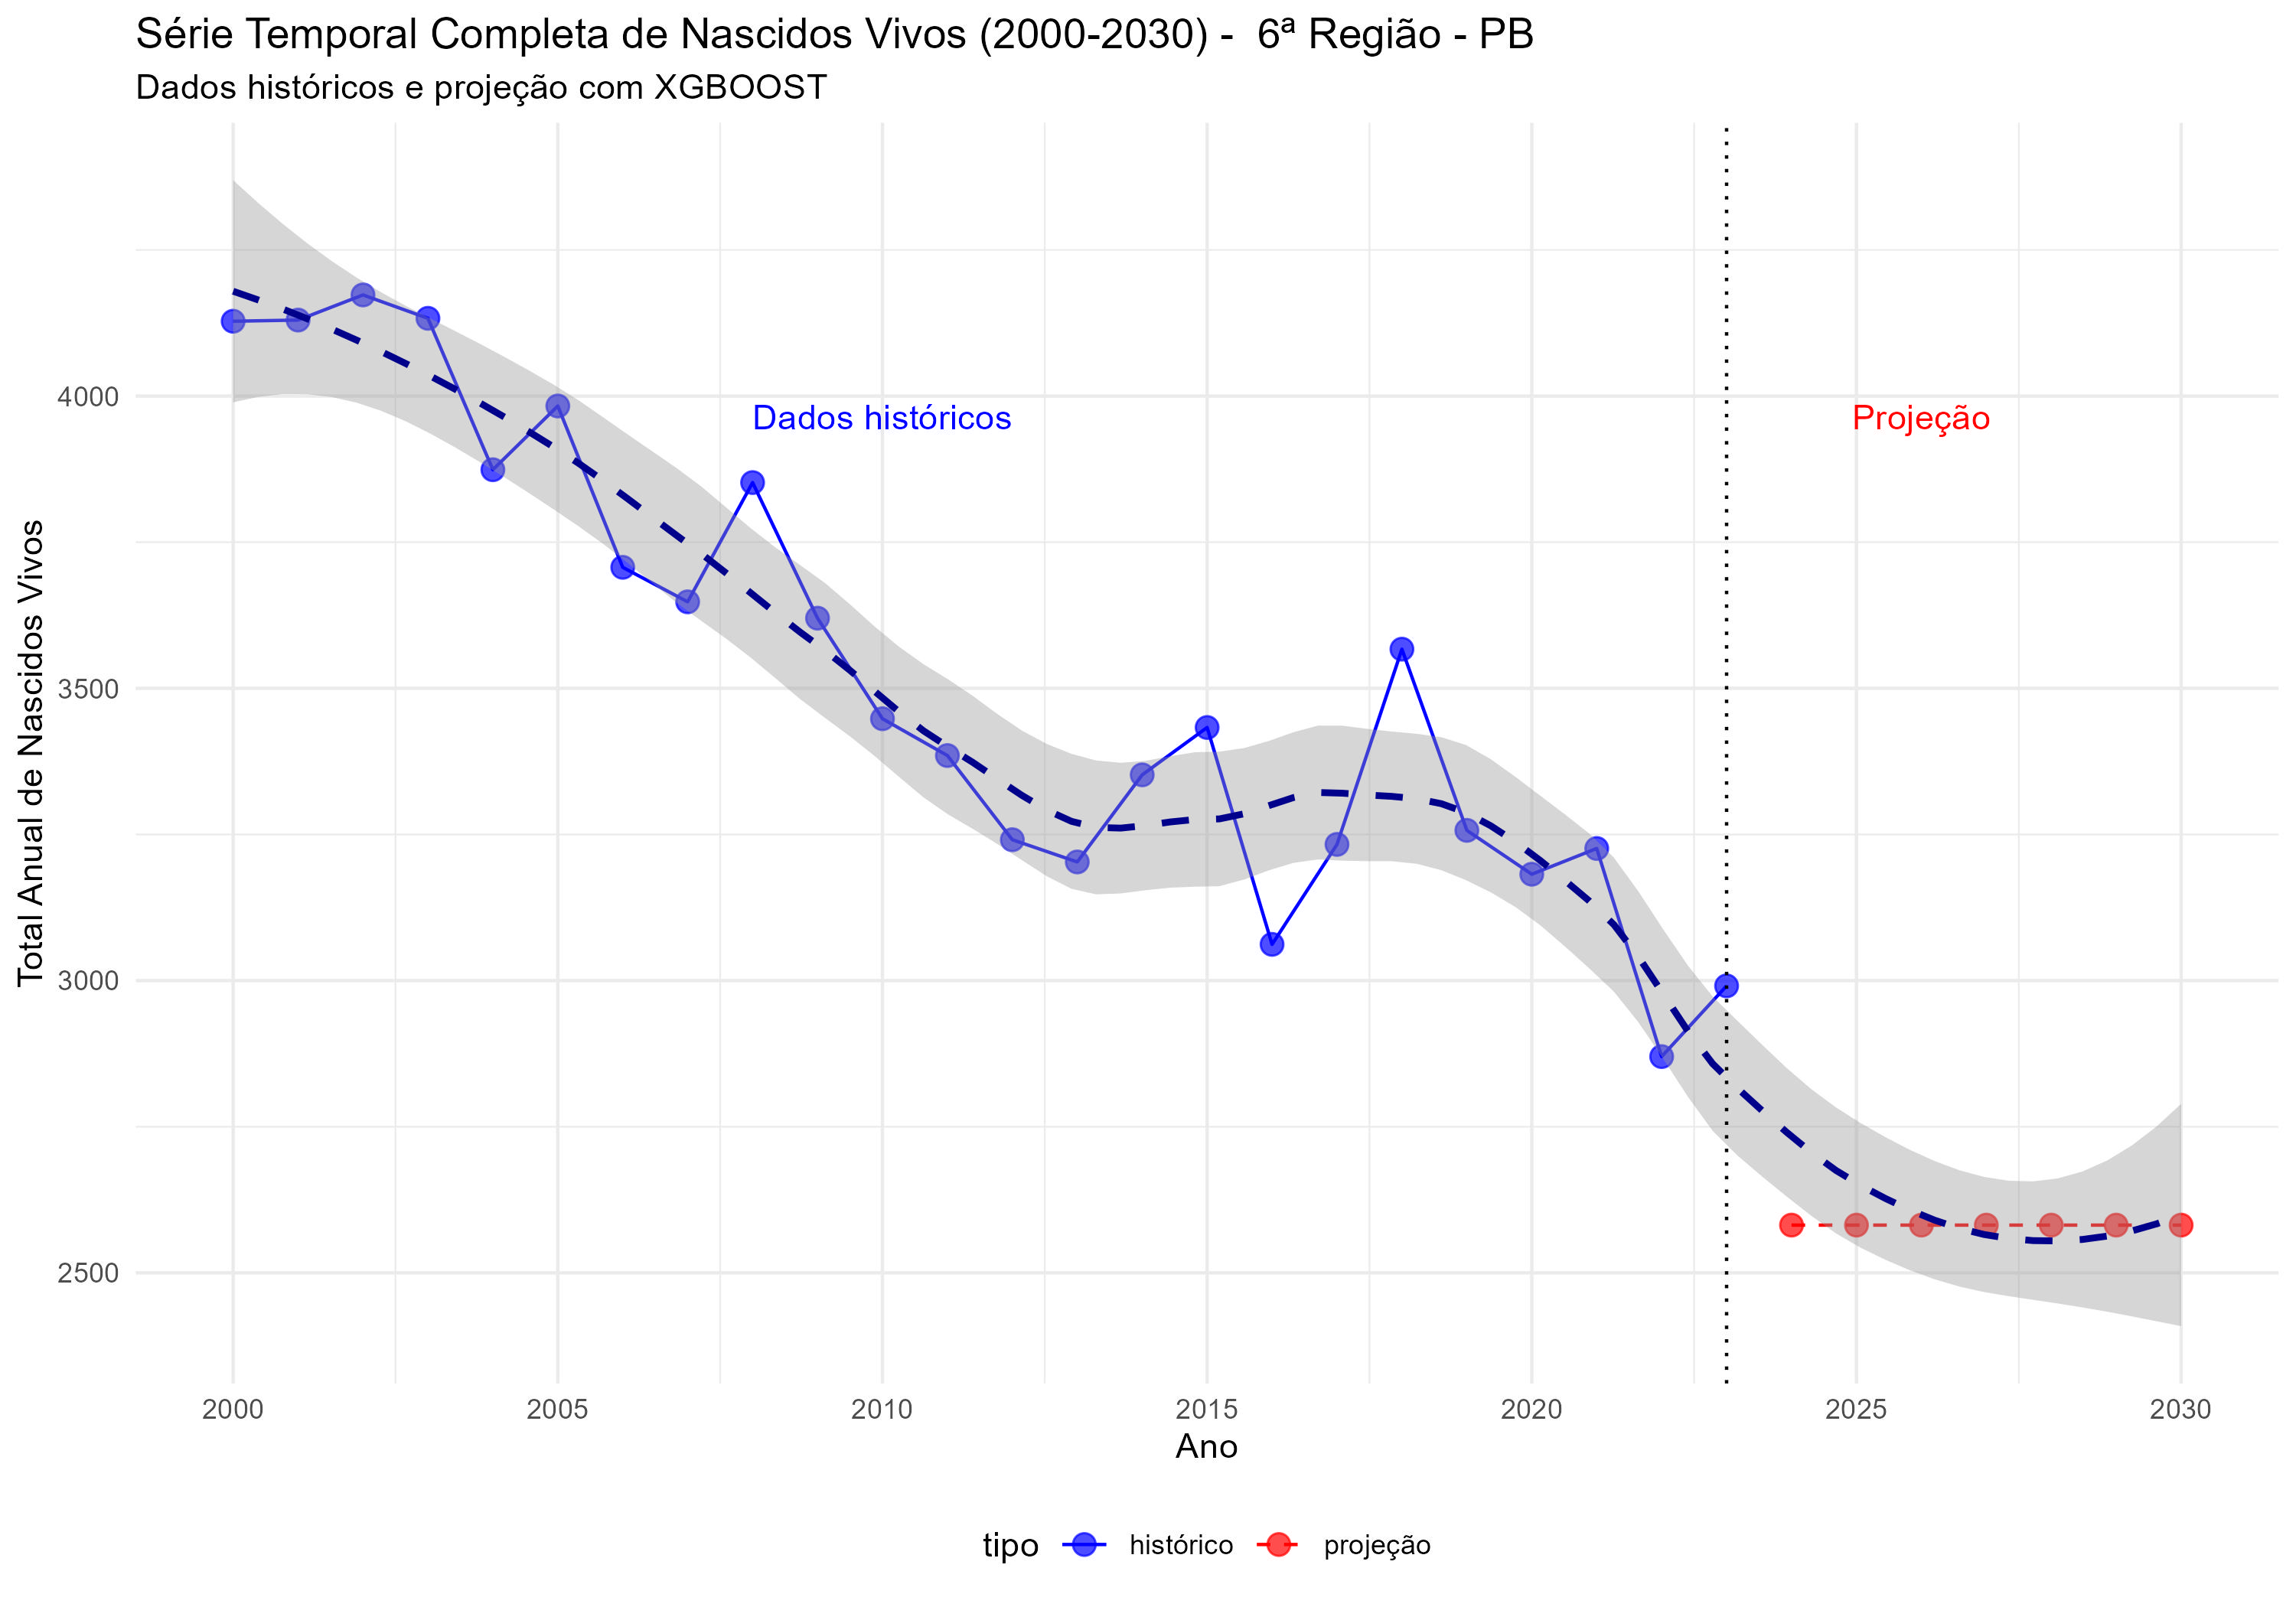 Série Temporal Completa de Nascidos Vivos (2000-2030) -  6ª Região - PB
Dados históricos e projeção com XGBOOST
Total Anual de Nascidos Vivos
4000
3500
3000
2500
Dados históricos
Projeção
2000 2005 2010 2015 2020 2025 2030
Ano
tipo histórico projeção